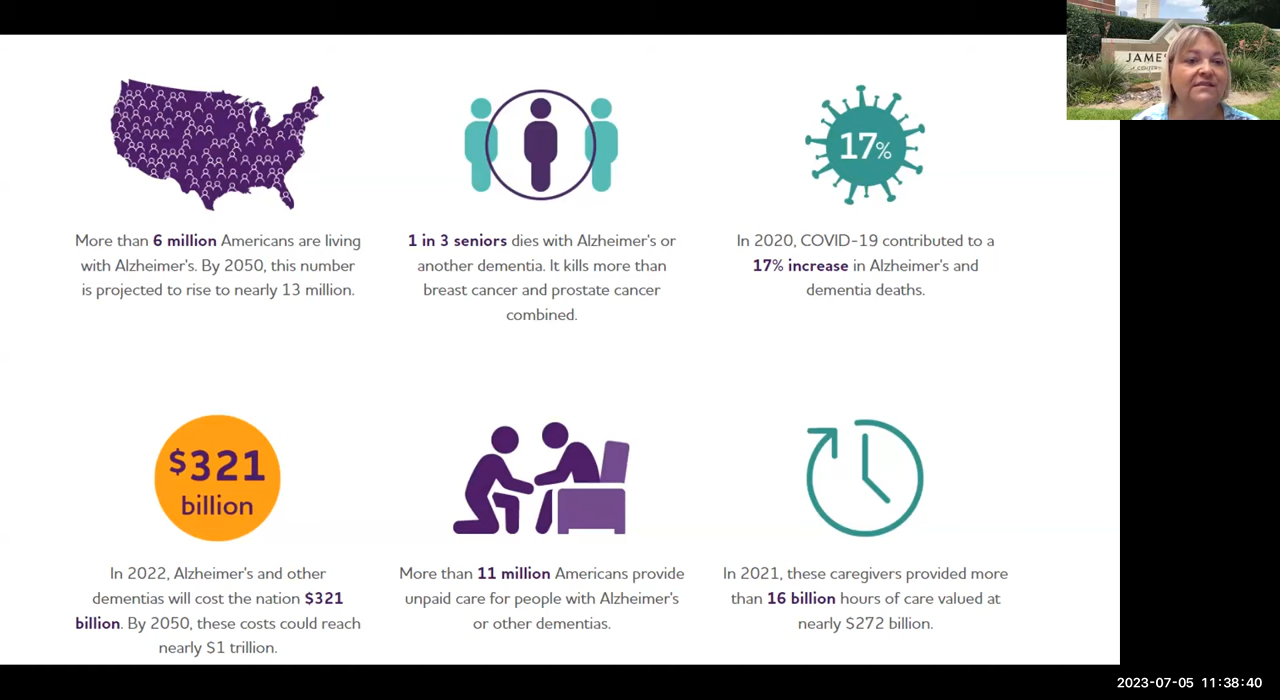 JAMES
17%
More than 6 million Americans are living
with Alzheimer's. By 2050, this number
is projected to rise to nearly 13 million.
1 in 3 seniors dies with Alzheimer's or
another dementia. It kills more than
breast cancer and prostate cancer
combined.
In 2020, COVID-19 contributed to a
17% increase in Alzheimer's and
dementia deaths.
$321
billion
In 2022, Alzheimer's and other
dementias will cost the nation $321
billion. By 2050, these costs could reach
nearly $1 trillion.
More than 11 million Americans provide
unpaid care for people with Alzheimer's
or other dementias.
In 2021, these caregivers provided more
than 16 billion hours of care valued at
nearly $272 billion.
2023-07-05 11:38:40